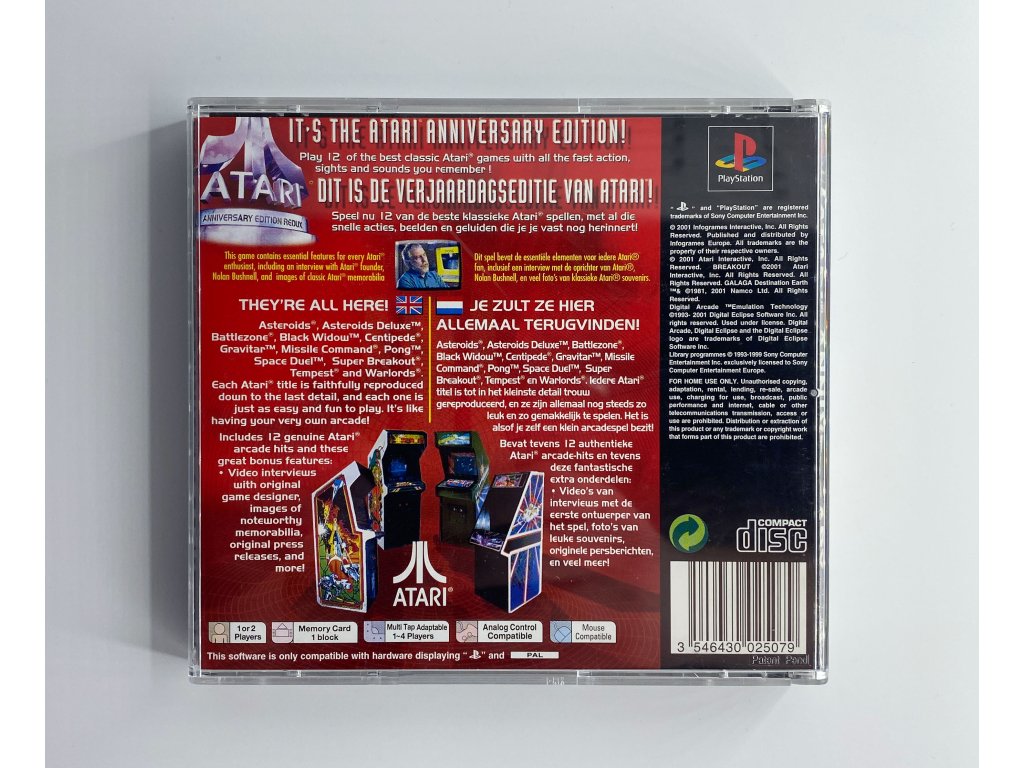 IT'S THE ATARI ANNIVERSARY EDITION!
Play 12 of the best classic Atari® games with all the fast action,
sights and sounds you remember !
ATARI®
ANNIVERSARY EDITION REDUX
DIT IS DE VERJAARDAGSEDITIE VAN ATARI!
Speel nu 12 van de beste klassieke Atari® spellen, met al die
snelle acties, beelden en geluiden die je je vast nog herinnert!
This game contains essential features for every Atari®
enthusiast, including an interview with Atari® founder,
Nolan Bushnell, and images of classic Atari® memorabilia
Dit spel bevat de essentiële elementen voor iedere Atari®
fan, inclusief een interview met de oprichter van Atari®,
Nolan Bushnell, en veel foto's van klassieke Atari® souvenirs.
THEY'RE ALL HERE!
Asteroids®, Asteroids Deluxe™,
Battlezone®, Black Widow™, Centipede®,
Gravitar™, Missile Command®, Pong™,
Space Duel™, Super Breakout®,
Tempest® and Warlords®.
Each Atari® title is faithfully reproduced
down to the last detail, and each one is
just as easy and fun to play. It's like
having your very own arcade!
Includes 12 genuine Atari®
arcade hits and these
great bonus features:
• Video interviews
with original
game designer,
images of
noteworthy
memorabilia,
original press
releases, and
more!
JE ZULT ZE HIER
ALLEMAAL TERUGVINDEN!
Asteroids®, Asteroids Deluxe™, Battlezone®,
Black Widow™, Centipede®, Gravitar™, Missile
Command®, Pong™, Space Duel™, Super
Breakout®, Tempest® en Warlords®. Iedere Atari®
titel is tot in het kleinste detail trouw
gereproduceerd, en ze zijn allemaal nog steeds zo
leuk en zo gemakkelijk te spelen. Het is
alsof je zelf een klein arcadespel bezit!
Bevat tevens 12 authentieke
Atari® arcade-hits en tevens
deze fantastische
extra onderdelen:
• Video's van
interviews met de
eerste ontwerper van
het spel, foto's van
leuke souvenirs,
originele persberichten,
en veel meer!
ATARI®
1 or 2
Players
Memory Card
1 block
Multi Tap Adaptable
1~4 Players
Analog Control
Compatible
Mouse
Compatible
This software is only compatible with hardware displaying " " and PAL
PlayStation
" " and "PlayStation" are registered
trademarks of Sony Computer Entertainment Inc.
© 2001 Infogrames Interactive, Inc. All Rights
Reserved. Published and distributed by
Infogrames Europe. All trademarks are the
property of their respective owners.
© 2001 Atari Interactive, Inc. All Rights
Reserved. BREAKOUT ©2001 Atari
Interactive, Inc. All Rights Reserved. All Rights
Reserved. GALAGA Destination Earth
™& ©1981, 2001 Namco Ltd. All Rights
Reserved.
Digital Arcade ™Emulation Technology
©1993- 2001 Digital Eclipse Software Inc. All
rights reserved. Used under license. Digital
Arcade, Digital Eclipse and the Digital Eclipse
logo are trademarks of Digital Eclipse
Software Inc.
Library programmes © 1993-1999 Sony Computer
Entertainment Inc. exclusively licensed to Sony
Computer Entertainment Europe.
FOR HOME USE ONLY. Unauthorised copying,
adaptation, rental, lending, re-sale, arcade
use, charging for use, broadcast, public
performance and internet, cable or other
telecommunications transmission, access or
use are prohibited. Distribution or extraction of
this product or any trademark or copyright work
that forms part of this product are prohibited.
COMPACT
disc
3 546430 025079
Patent Pend